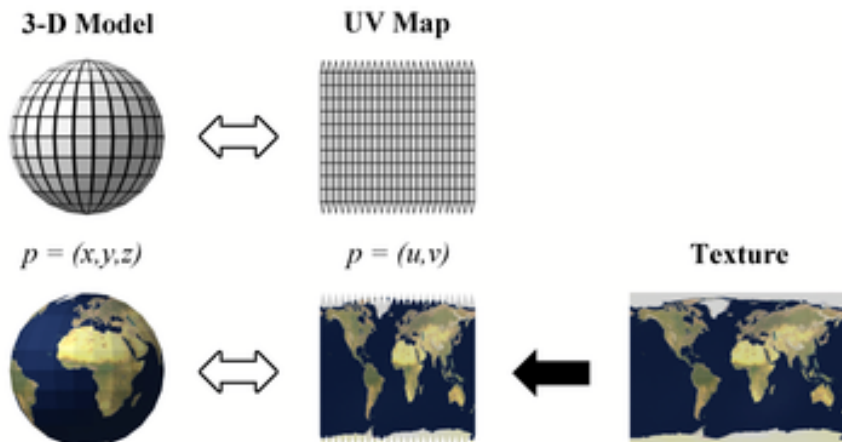 3-D Model
UV Map
p = (x,y,z)
p = (u,v)
Texture